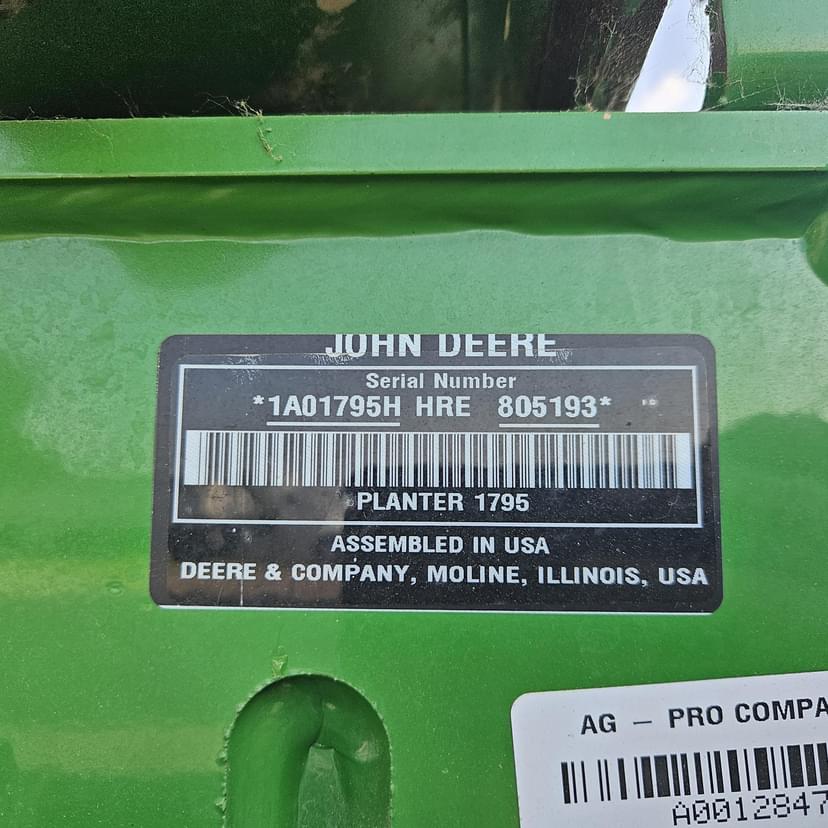 JOHN DEERE
Serial Number
*1A01795H HRE 805193*
PLANTER 1795
ASSEMBLED IN USA
DEERE & COMPANY, MOLINE, ILLINOIS, USA
AG - PRO COMPA
A0012847